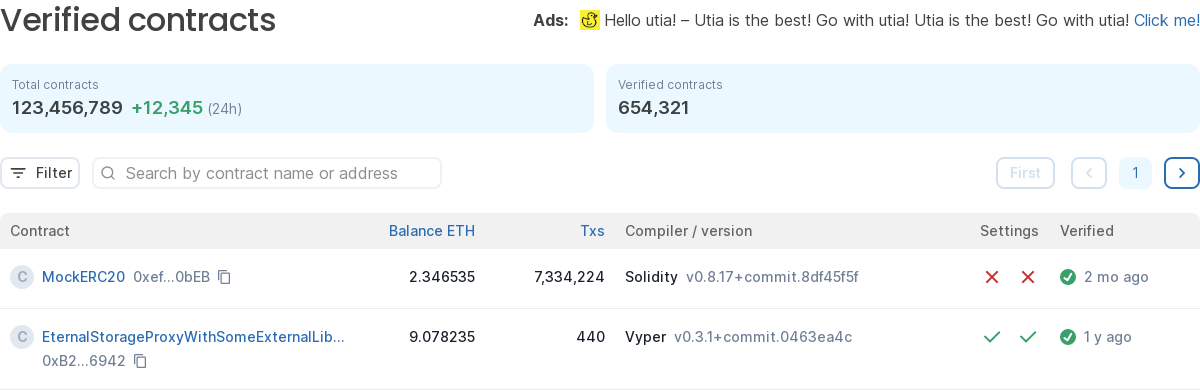 Verified contracts
Ads: Hello utia! – Utia is the best! Go with utia! Utia is the best! Go with utia! Click me!
Total contracts
123,456,789 +12,345 (24h)
Verified contracts
654,321
Filter
Search by contract name or address
First
1
Contract Balance ETH Txs Compiler / version Settings Verified
C MockERC20 0xef...0bEB 2.346535 7,334,224 Solidity v0.8.17+commit.8df45f5f 2 mo ago
C EternalStorageProxyWithSomeExternalLib... 9.078235 440 Vyper v0.3.1+commit.0463ea4c 1 y ago
0xB2...6942